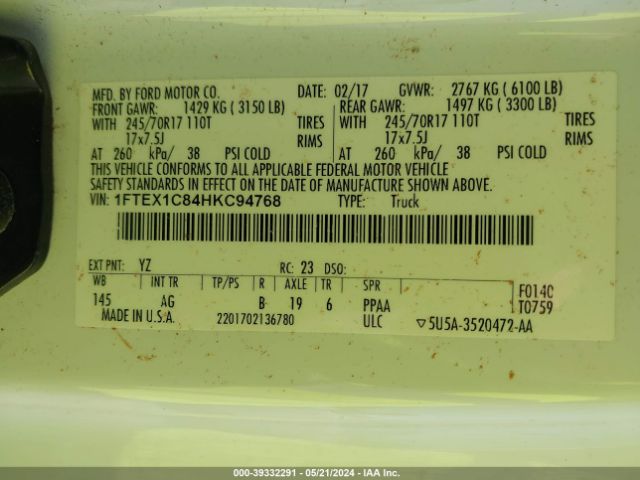 MFD. BY FORD MOTOR CO. DATE: 02/17 GVWR: 2767 KG ( 6100 LB)
FRONT GAWR: 1429 KG ( 3150 LB) REAR GAWR: 1497 KG ( 3300 LB)
WITH 245/70R17 110T TIRES WITH 245/70R17 110T TIRES
17x7.5J RIMS 17x7.5J RIMS
AT 260 kPa/ 38 PSI COLD AT 260 kPa/ 38 PSI COLD
THIS VEHICLE CONFORMS TO ALL APPLICABLE FEDERAL MOTOR VEHICLE
SAFETY STANDARDS IN EFFECT ON THE DATE OF MANUFACTURE SHOWN ABOVE.
VIN: 1FTEX1C84HKC94768 TYPE: Truck
EXT PNT: YZ RC: 23 DSO:
WB INT TR TP/PS R AXLE TR SPR F0140
145 AG B 19 6 PPAA T0759
MADE IN U.S.A. 2201702136780 ULC ▽5U5A-3520472-AA
000-39332291 - 05/21/2024 - IAA Inc.